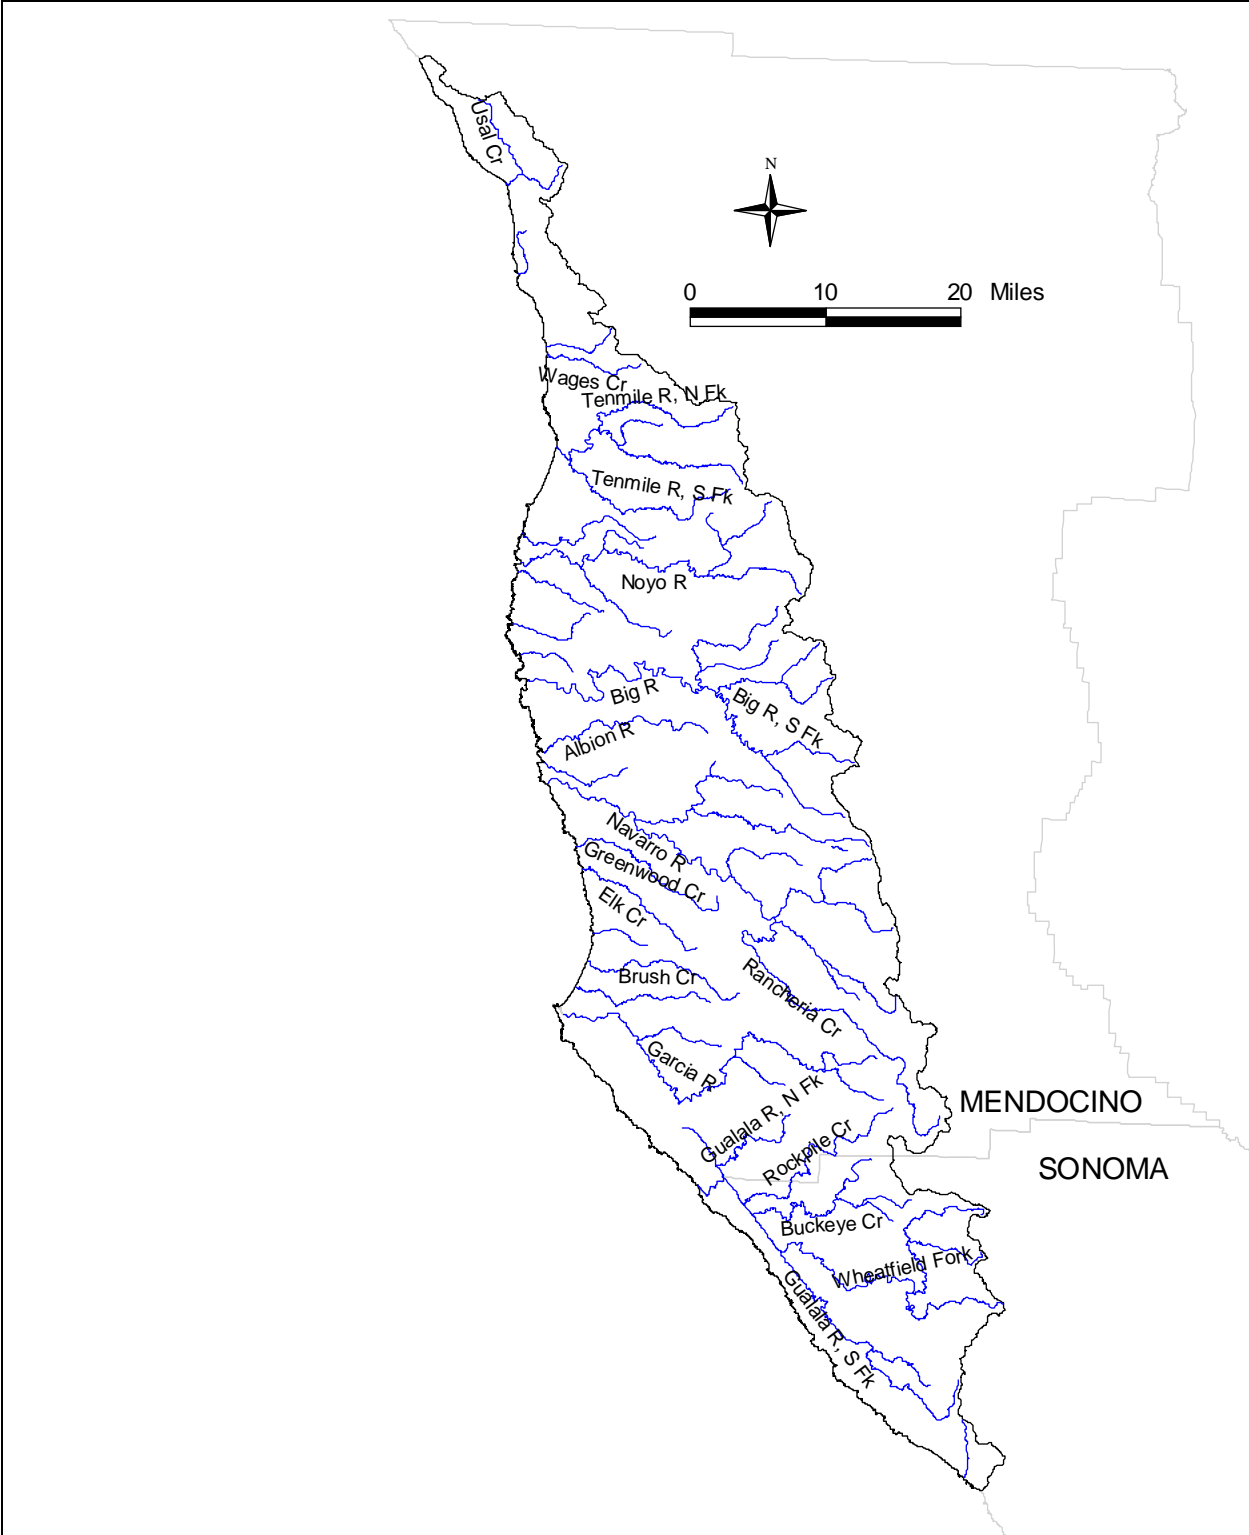 Usal Cr
N
0 10 20 Miles
Wages Cr
Tenmile R, N Fk
Tenmile R, S Fk
Noyo R
Big R
Big R, S Fk
Albion R
Navarro R
Greenwood Cr
Elk Cr
Brush Cr
Rancheria Cr
Garcia R
Gualala R, N Fk
MENDOCINO
Rockpile Cr
SONOMA
Buckeye Cr
Wheatfield Fork
Gualala R, S Fk